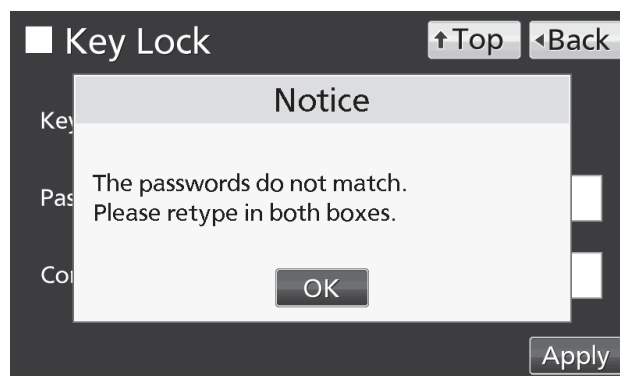 Key Lock
↑Top
◂Back
Notice
The passwords do not match.
Please retype in both boxes.
OK
Apply